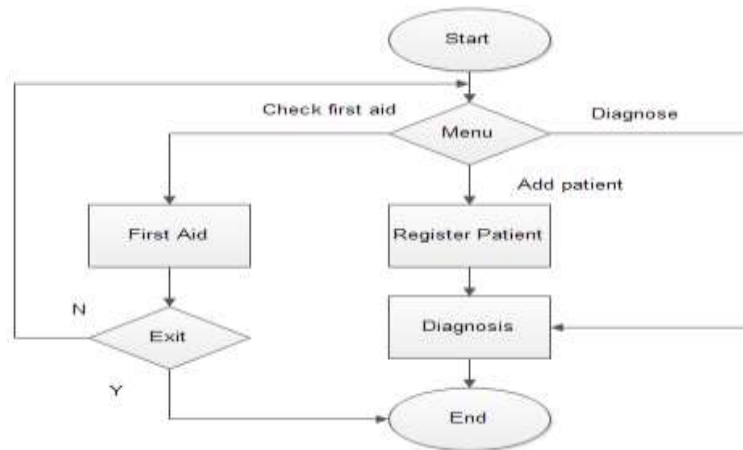 Start
Check first aid
Menu
Diagnose
Add patient
First Aid
Register Patient
N
Exit
Diagnosis
Y
End